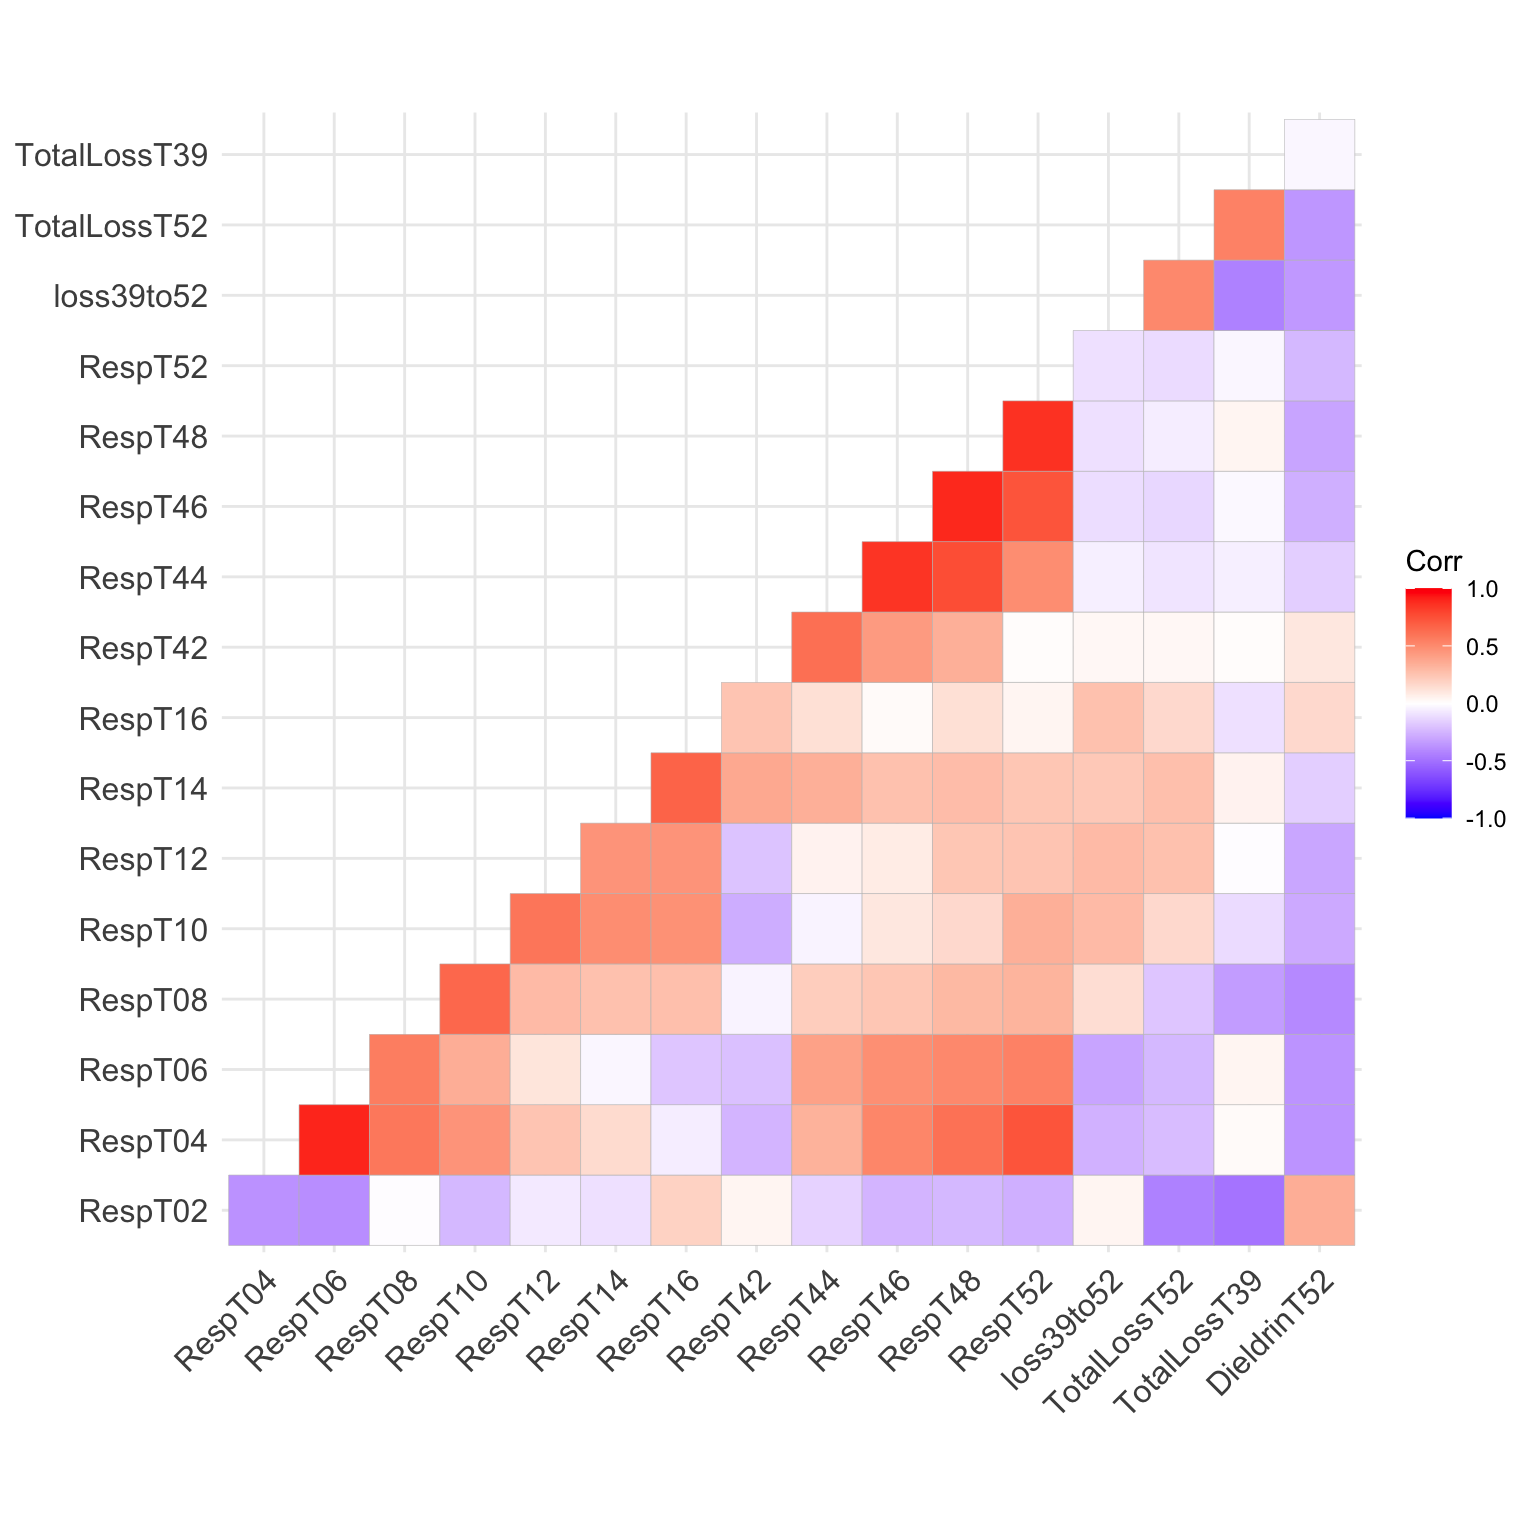 TotalLossT39
TotalLossT52
loss39to52
RespT52
RespT48
RespT46
RespT44
RespT42
RespT16
RespT14
RespT12
RespT10
RespT08
RespT06
RespT04
RespT02
RespT04
RespT06
RespT08
RespT10
RespT12
RespT14
RespT16
RespT42
RespT44
RespT46
RespT48
RespT52
loss39to52
TotalLossT52
TotalLossT39
DieldrinT52
Corr
1.0
0.5
0.0
-0.5
-1.0